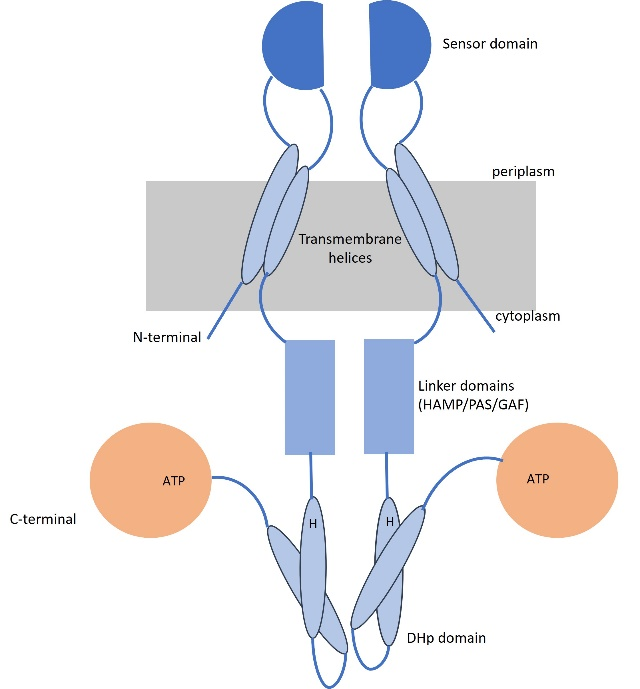 Sensor domain
periplasm
Transmembrane
helices
cytoplasm
N-terminal
Linker domains
(HAMP/PAS/GAF)
ATP
ATP
C-terminal
H
H
DHp domain